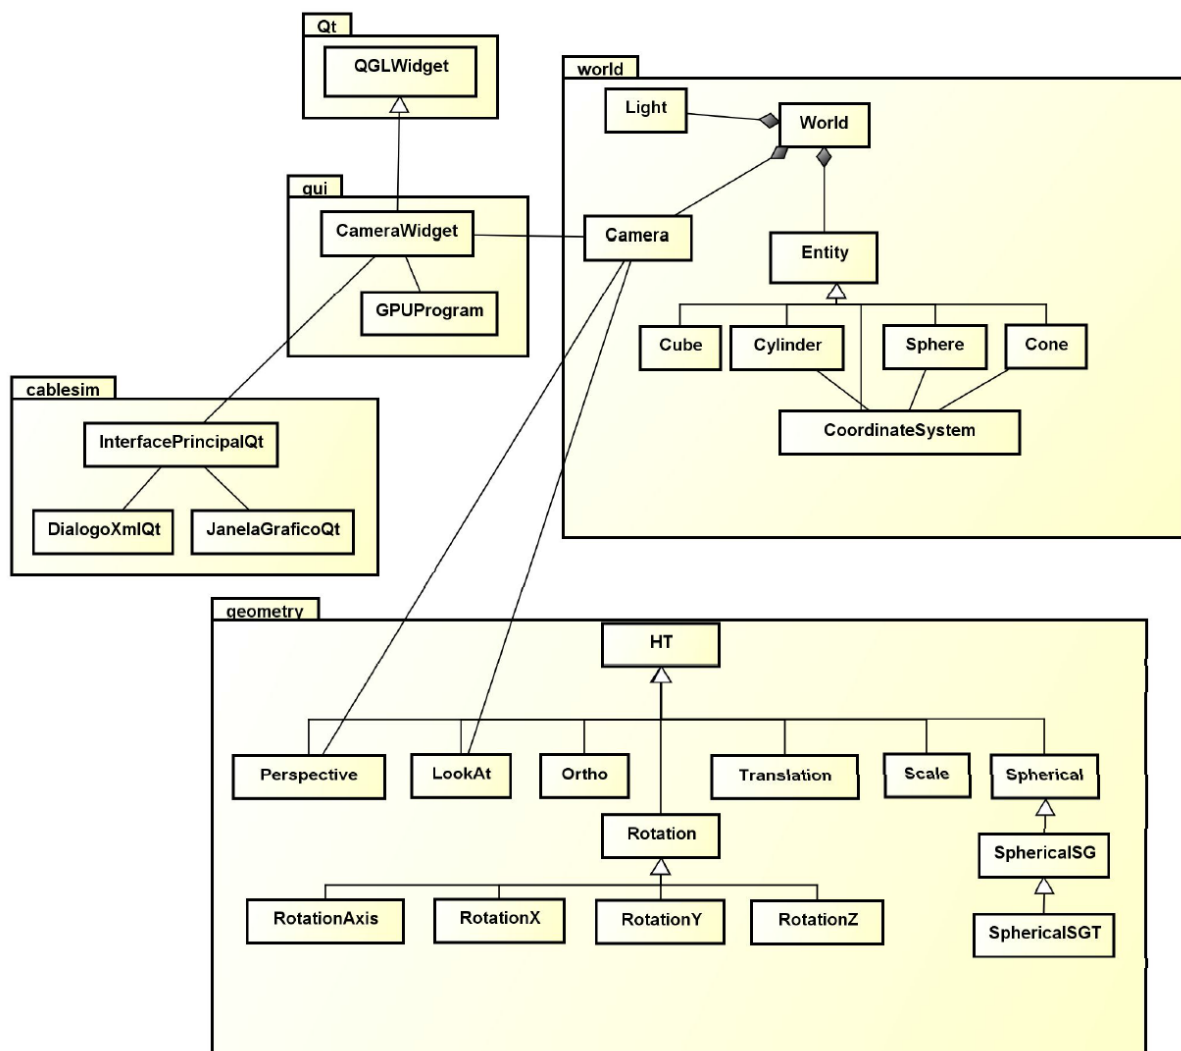 Qt
QGLWidget
world
Light
World
gui
CameraWidget
Camera
Entity
GPUProgram
Cube
Cylinder
Sphere
Cone
cablesim
InterfacePrincipalQt
CoordinateSystem
DialogoXmlQt
JanelaGraficoQt
geometry
HT
Perspective
LookAt
Ortho
Translation
Scale
Spherical
Rotation
SphericalSG
RotationAxis
RotationX
RotationY
RotationZ
SphericalSGT